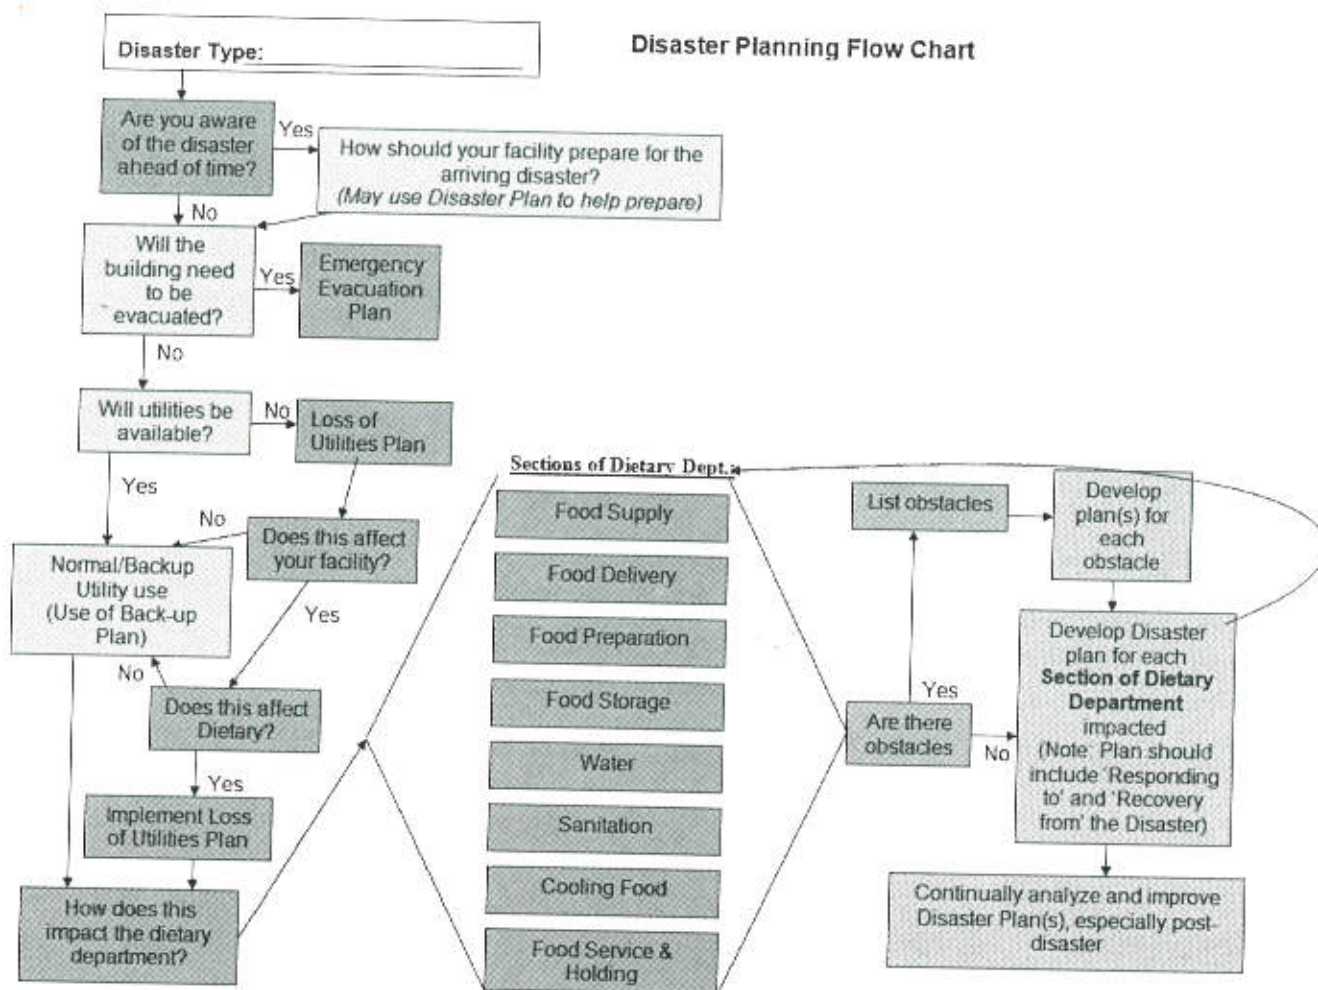 Disaster Planning Flow Chart
Disaster Type:
Are you aware
of the disaster
ahead of time?
Yes
How should your facility prepare for the
arriving disaster?
(May use Disaster Plan to help prepare)
No
Will the
building need
to be
evacuated?
Yes
Emergency
Evacuation
Plan
No
Will utilities be
available?
No
Loss of
Utilities Plan
Yes
No
Does this affect
your facility?
Normal/Backup
Utility use
(Use of Back-up
Plan)
Yes
No
Does this affect
Dietary?
Yes
Implement Loss
of Utilities Plan
How does this
impact the dietary
department?
Sections of Dietary Dept.:
Food Supply
Food Delivery
Food Preparation
Food Storage
Water
Sanitation
Cooling Food
Food Service &
Holding
Are there
obstacles
Yes
List obstacles
Develop
plan(s) for
each
obstacle
No
Develop Disaster
plan for each
Section of Dietary
Department
impacted
(Note: Plan should
include 'Responding
to' and 'Recovery
from' the Disaster)
Continually analyze and improve
Disaster Plan(s), especially post-
disaster